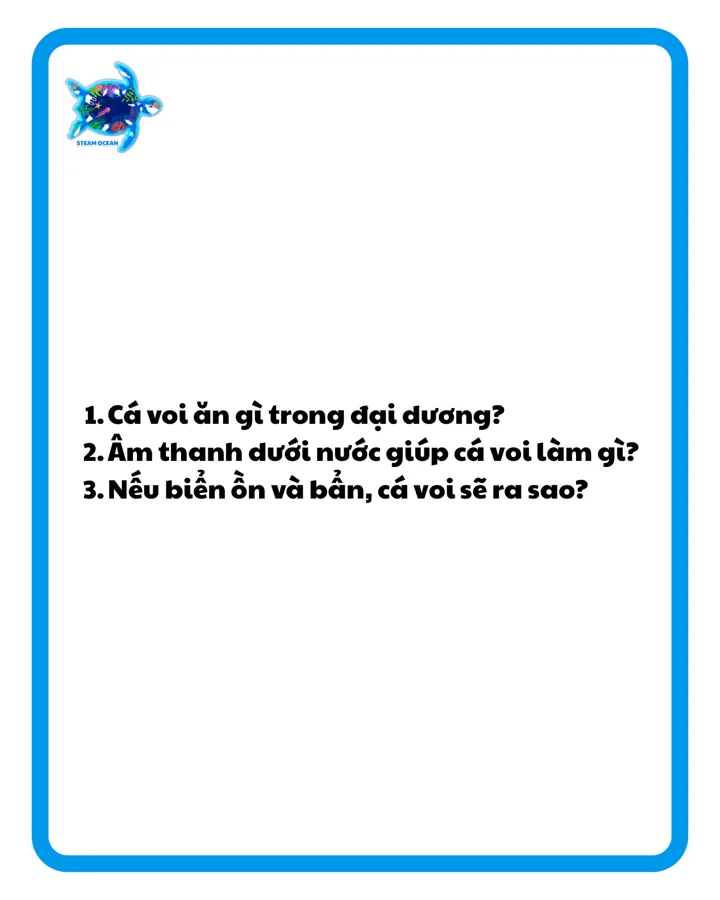 STEAM OCEAN
1. Cá voi ăn gì trong đại dương?
2. Âm thanh dưới nước giúp cá voi làm gì?
3. Nếu biển ồn và bẩn, cá voi sẽ ra sao?